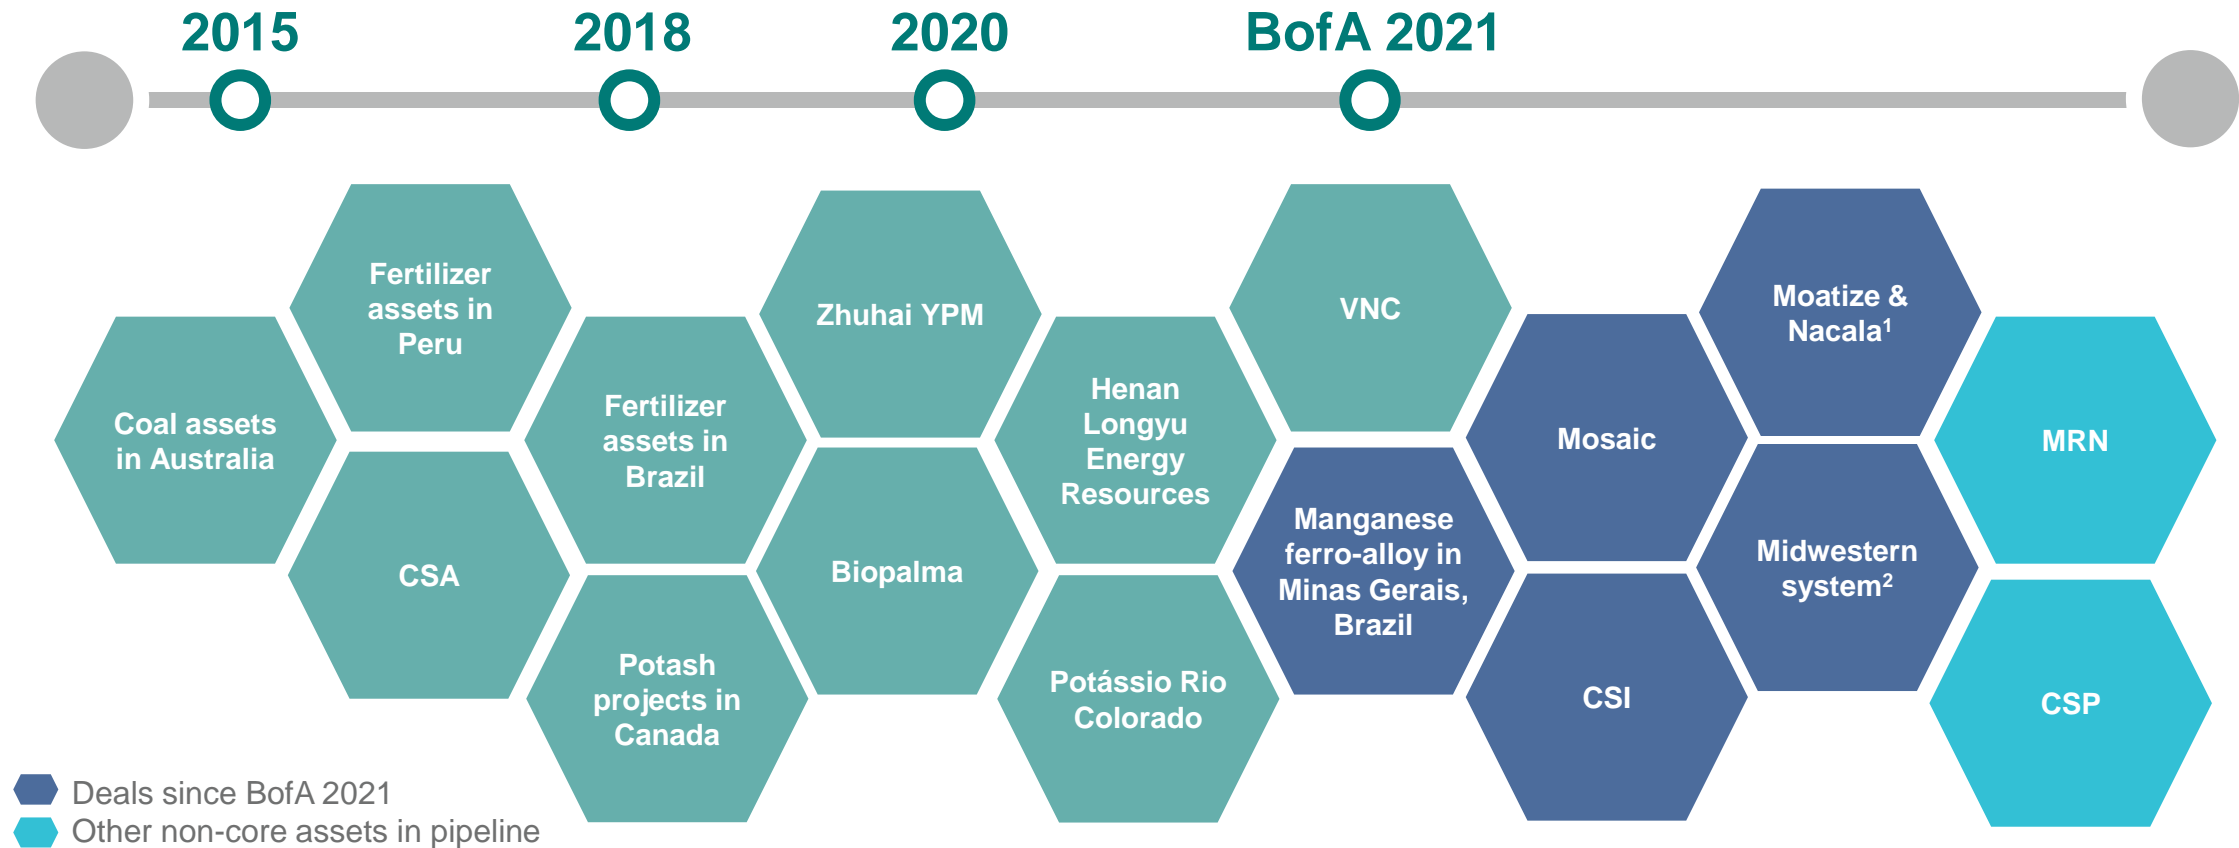 2015
2018
2020
BofA 2021
Coal assets
in Australia
Fertilizer
assets in
Peru
CSA
Fertilizer
assets in
Brazil
Potash
projects in
Canada
Zhuhai YPM
Biopalma
Henan
Longyu
Energy
Resources
Potássio Rio
Colorado
VNC
Manganese
ferro-alloy in
Minas Gerais,
Brazil
Mosaic
CSI
Moatize &
Nacala¹
Midwestern
system²
MRN
CSP
Deals since BofA 2021
Other non-core assets in pipeline